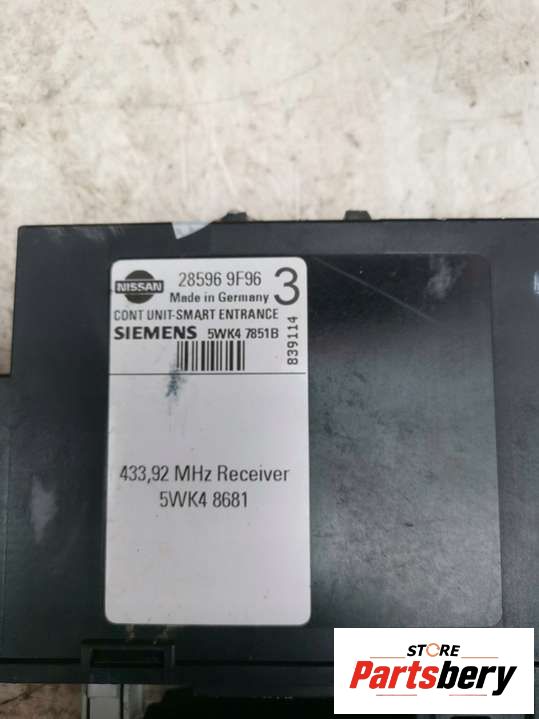 NISSAN
28596 9F96
3
Made in Germany
CONT UNIT-SMART ENTRANCE
SIEMENS 5WK4 7851B
839114
433,92 MHz Receiver
5WK4 8681
STORE
Partsbery